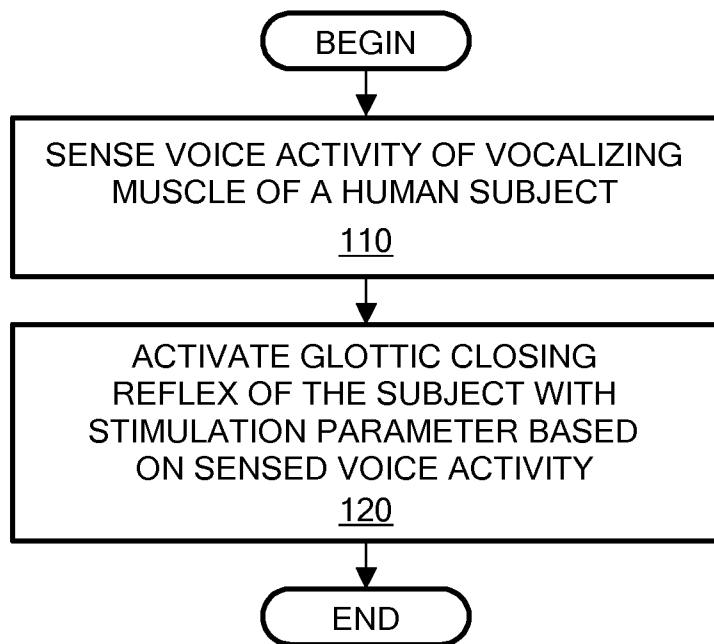 BEGIN
SENSE VOICE ACTIVITY OF VOCALIZING
MUSCLE OF A HUMAN SUBJECT
110
ACTIVATE GLOTTIC CLOSING
REFLEX OF THE SUBJECT WITH
STIMULATION PARAMETER BASED
ON SENSED VOICE ACTIVITY
120
END